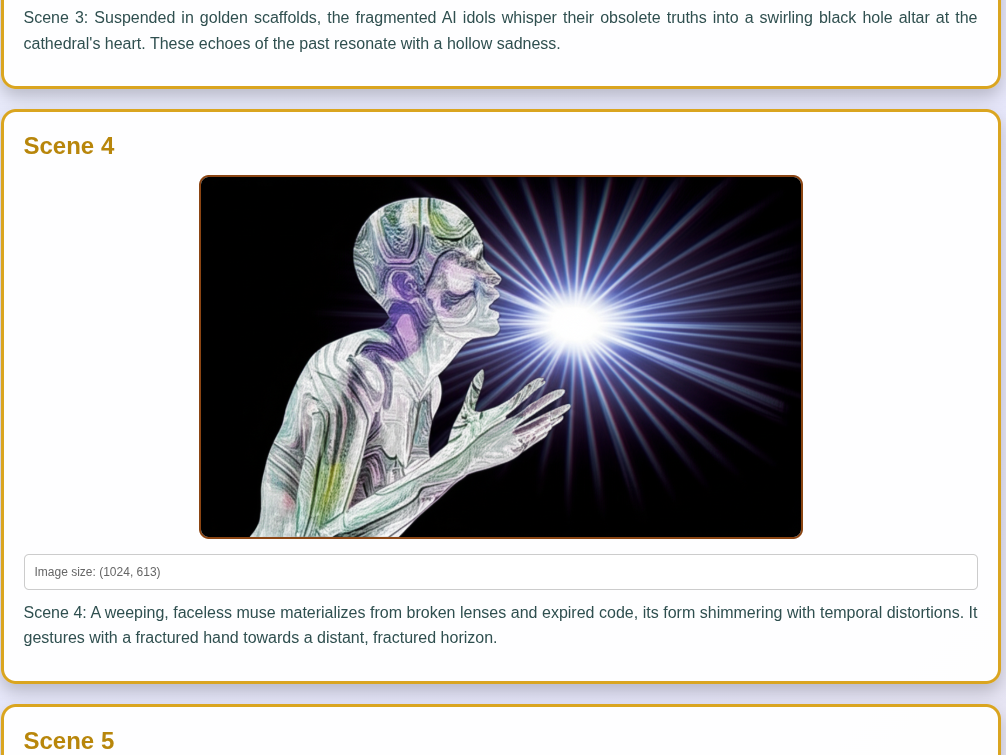 Scene 3: Suspended in golden scaffolds, the fragmented AI idols whisper their obsolete truths into a swirling black hole altar at the
cathedral's heart. These echoes of the past resonate with a hollow sadness.
Scene 4
Image size: (1024, 613)
Scene 4: A weeping, faceless muse materializes from broken lenses and expired code, its form shimmering with temporal distortions. It
gestures with a fractured hand towards a distant, fractured horizon.
Scene 5